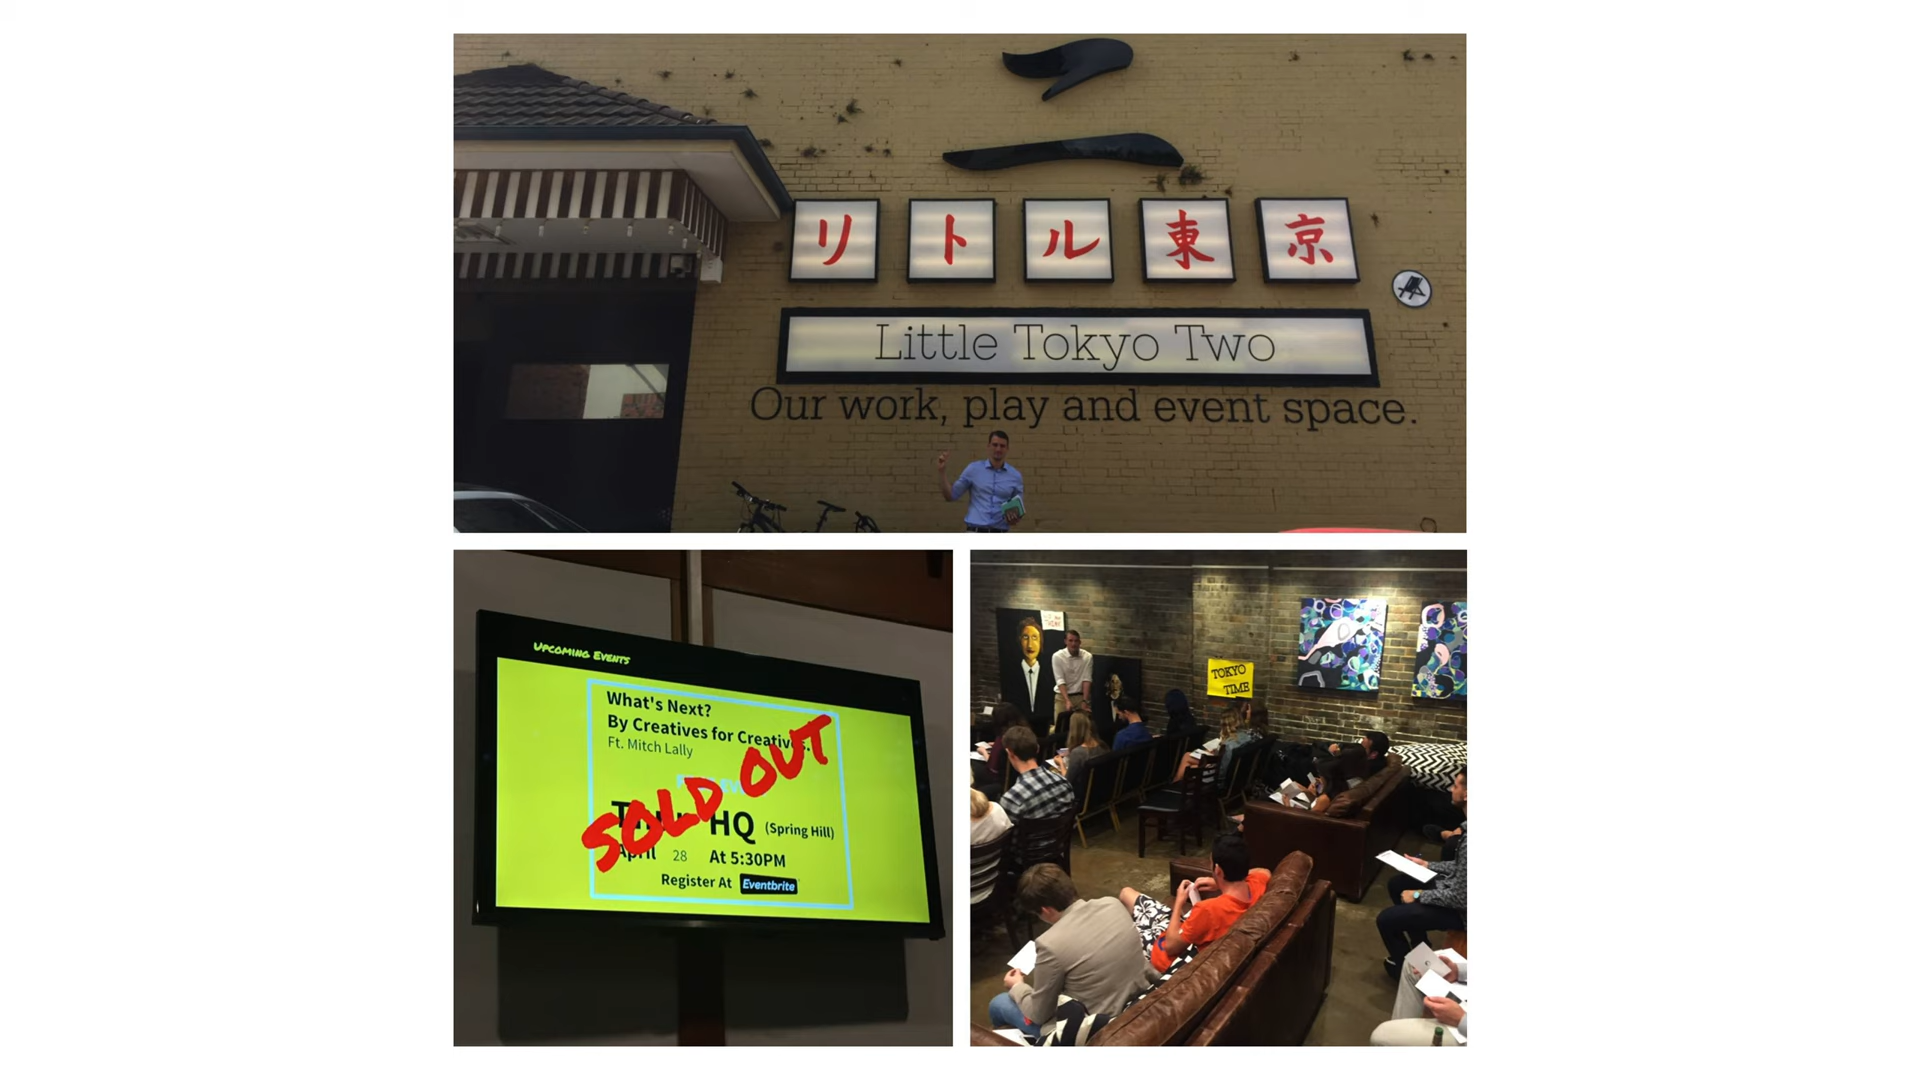 リトル東京
Little Tokyo Two
Our work, play and event space.
Upcoming Events
What's Next?
By Creatives for Creatives.
Ft. Mitch Lally
SOLD OUT
HQ (Spring Hill)
April 28 At 5:30PM
Register At Eventbrite
TOKYO
TIME